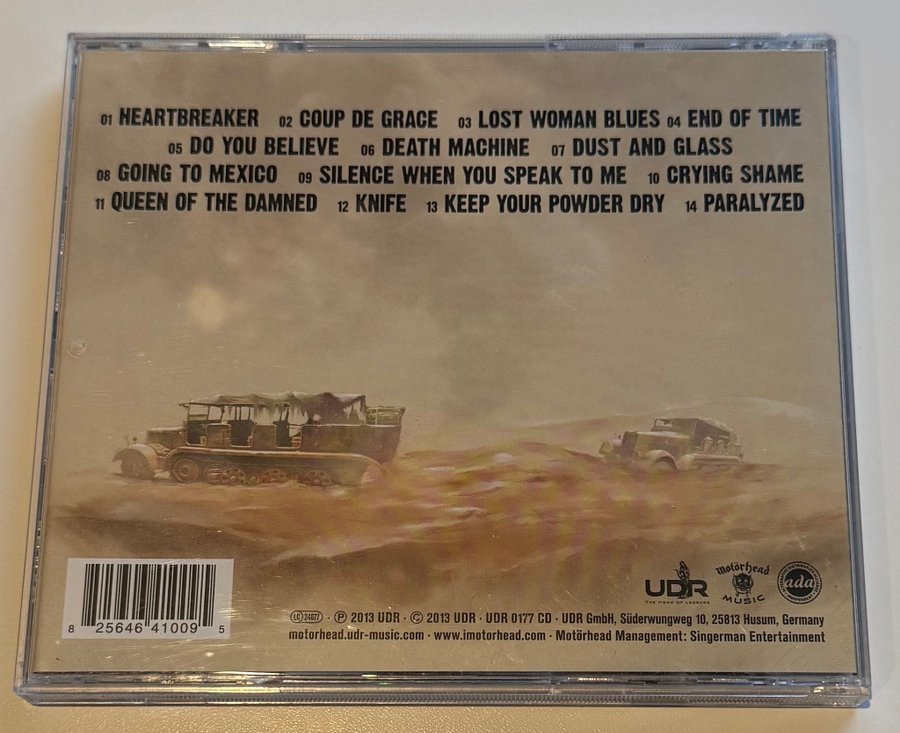 01 HEARTBREAKER 02 COUP DE GRACE 03 LOST WOMAN BLUES 04 END OF TIME
05 DO YOU BELIEVE 06 DEATH MACHINE 07 DUST AND GLASS
08 GOING TO MEXICO 09 SILENCE WHEN YOU SPEAK TO ME 10 CRYING SHAME
11 QUEEN OF THE DAMNED 12 KNIFE 13 KEEP YOUR POWDER DRY 14 PARALYZED
UDR
THE HOME OF LEGENDS
Motörhead
MUSIC
ada
LC 24877 · Ⓟ 2013 UDR · © 2013 UDR · UDR 0177 CD · UDR GmbH, Süderwungweg 10, 25813 Husum, Germany
motorhead.udr-music.com · www.imotorhead.com · Motörhead Management: Singerman Entertainment
8 25646 41009 5